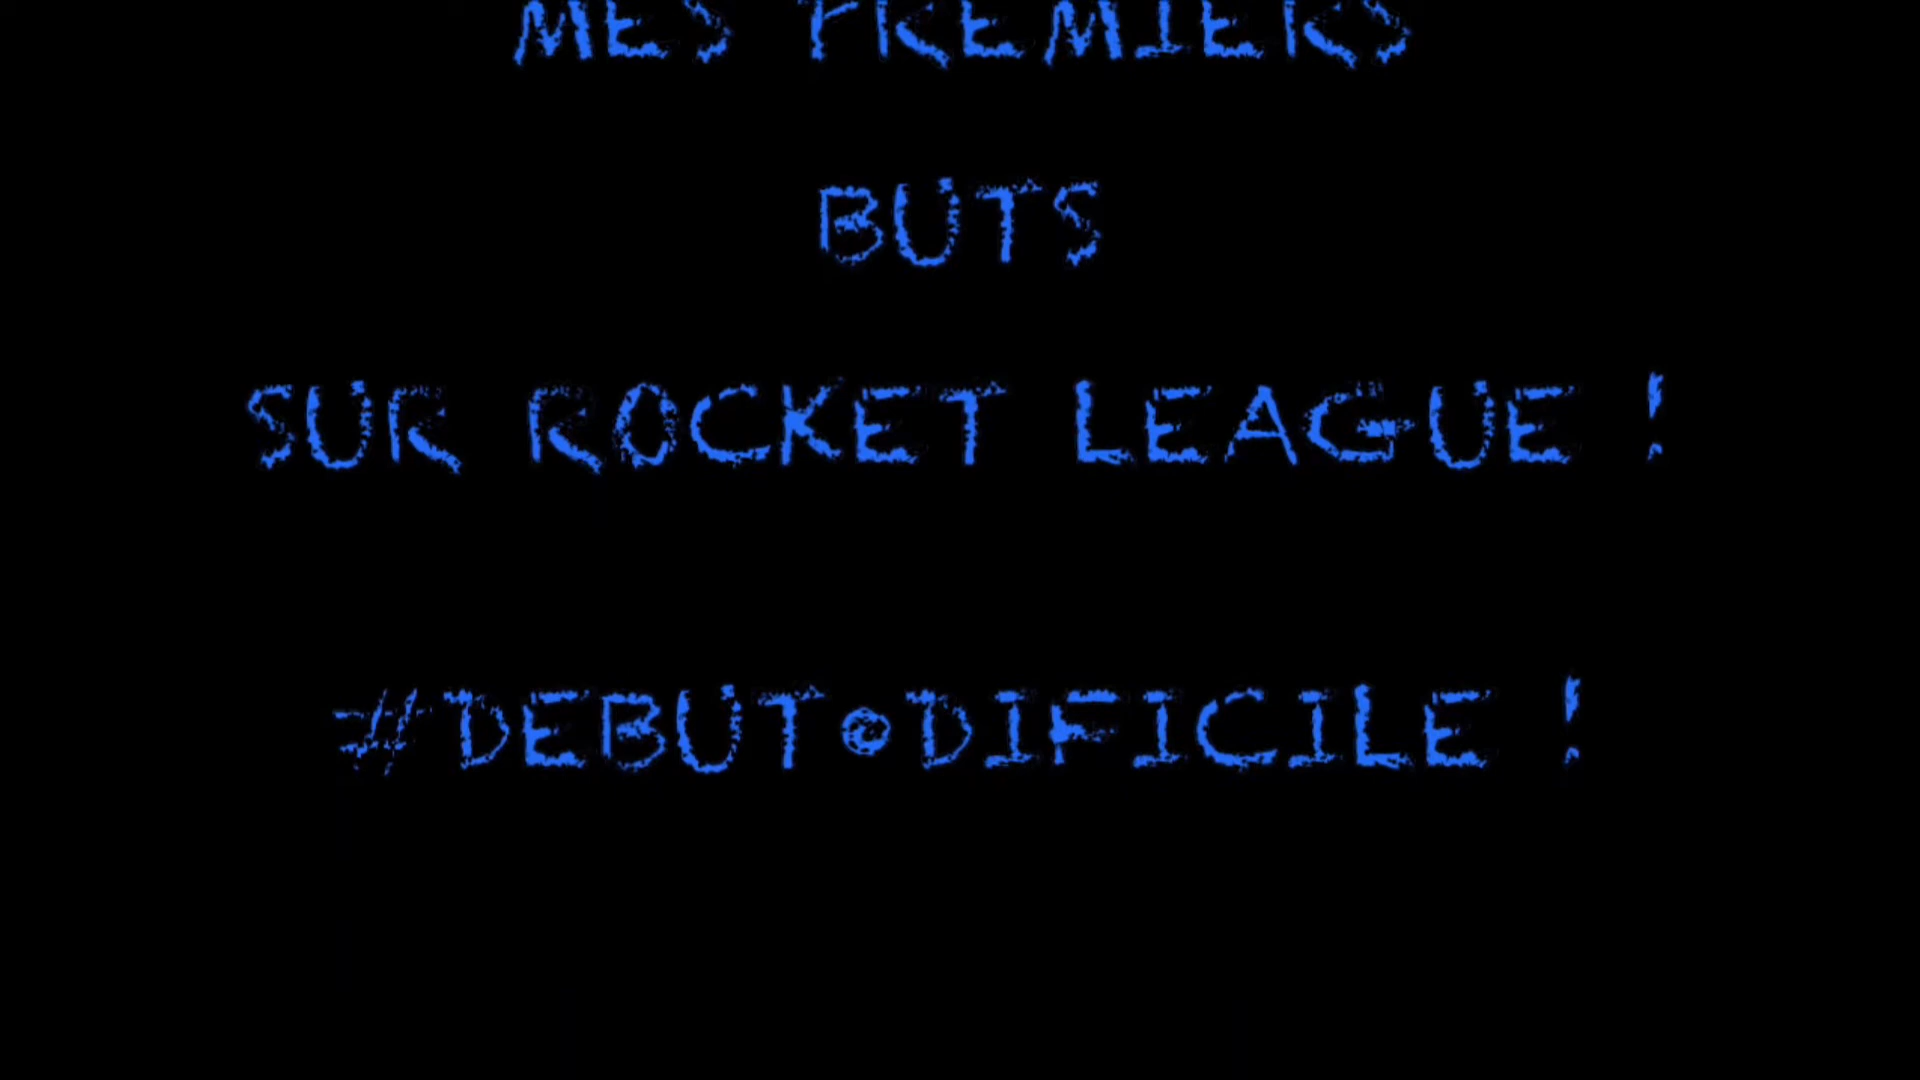 MES PREMIERS
BUTS
SUR ROCKET LEAGUE !
#DEBUT©DIFICILE !